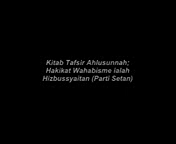 Kitab Tafsir Ahlusunnah;
Hakikat Wahabisme ialah
Hizbussyaitan (Parti Setan)